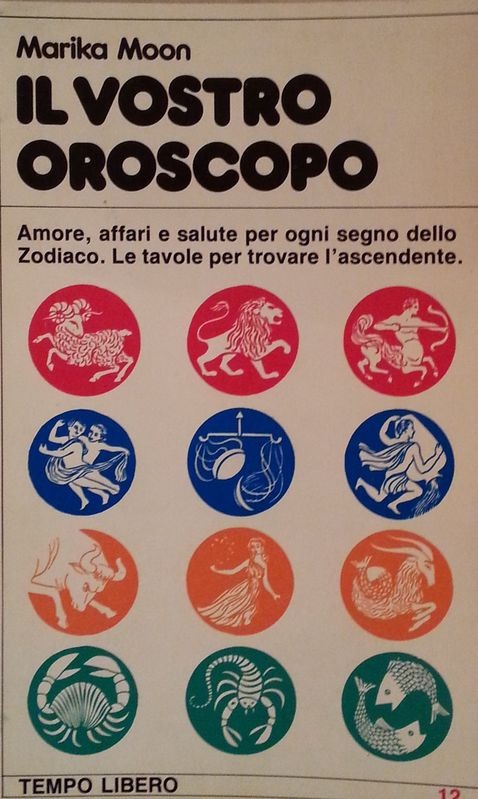 Marika Moon
IL VOSTRO
OROSCOPO
Amore, affari e salute per ogni segno dello
Zodiaco. Le tavole per trovare l'ascendente.
TEMPO LIBERO
12